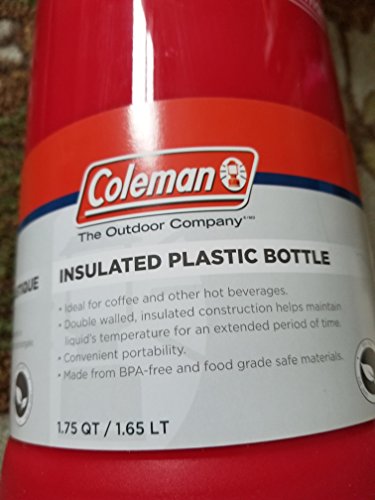 Coleman
The Outdoor Company
TIQUE
INSULATED PLASTIC BOTTLE
• Ideal for coffee and other hot beverages.
• Double walled, insulated construction helps maintain
liquid's temperature for an extended period of time.
• Convenient portability.
• Made from BPA-free and food grade safe materials.
1.75 QT / 1.65 LT